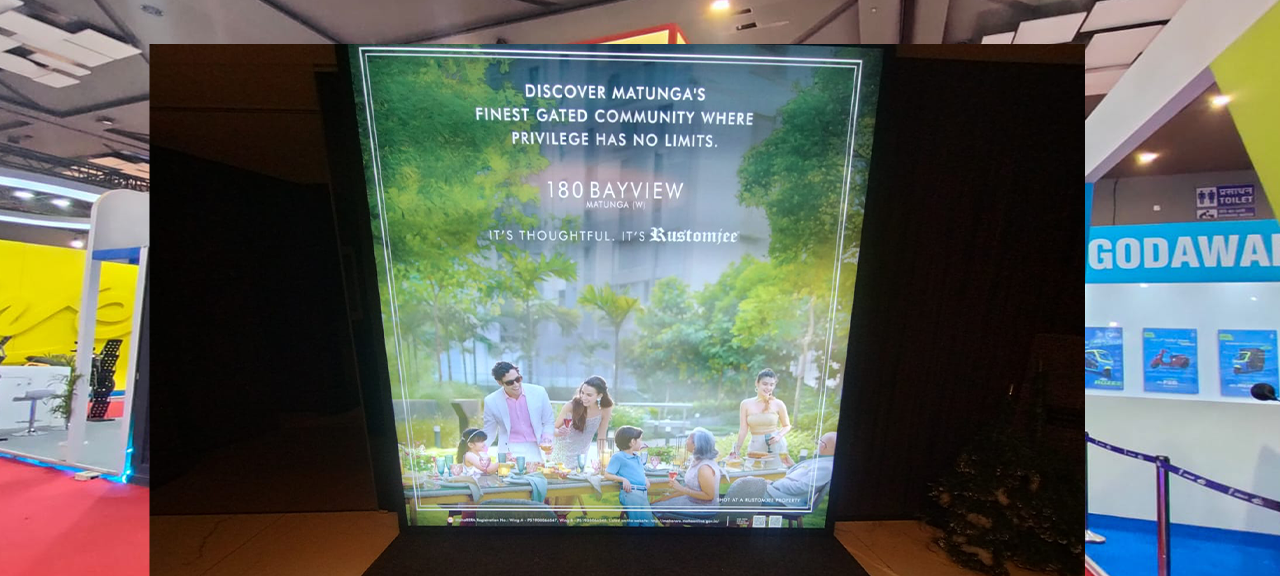 DISCOVER MATUNGA'S
FINEST GATED COMMUNITY WHERE
PRIVILEGE HAS NO LIMITS.
180 BAYVIEW
MATUNGA (W)
IT'S THOUGHTFUL. IT'S Rustomjee
SHOT AT A RUSTOMJEE PROPERTY
प्रसाधन
TOILET
GODAWA